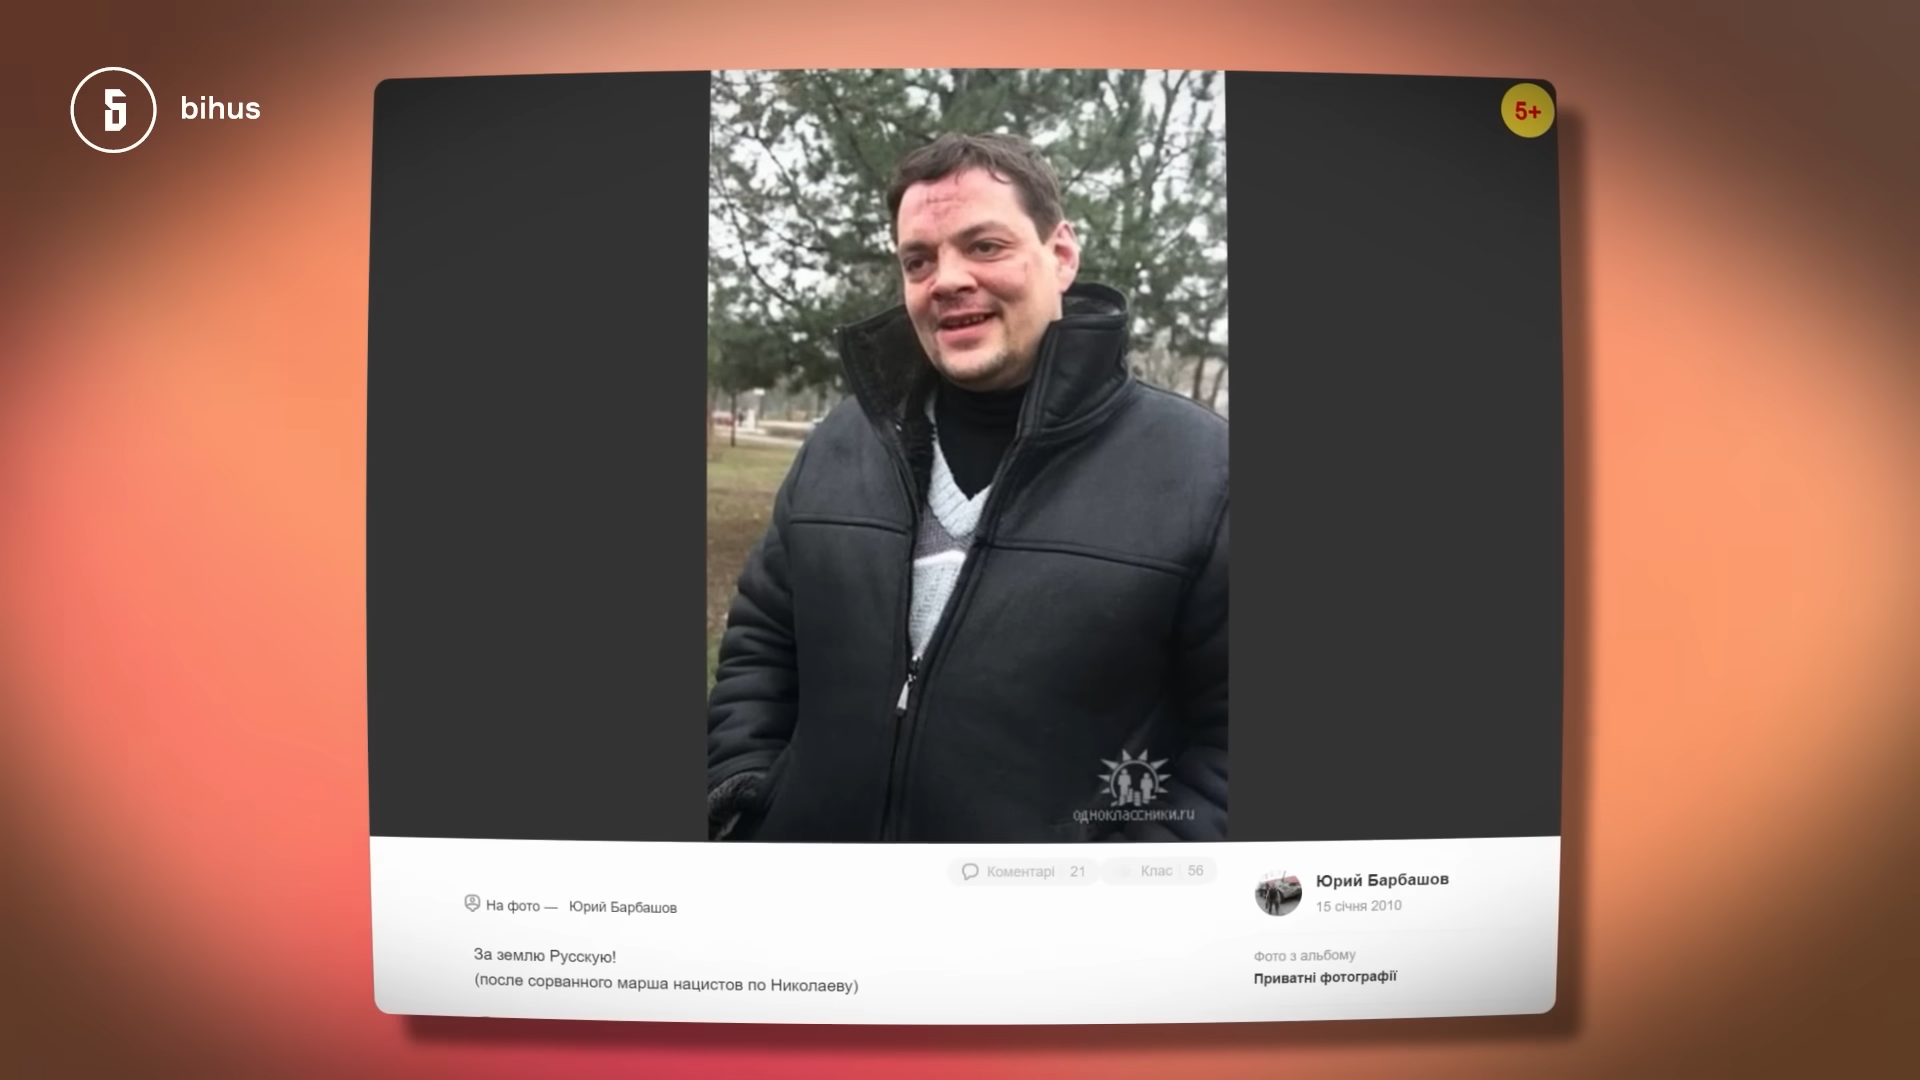 bihus
5+
одноклассники.ru
Коментарі 21
Клас 56
На фото — Юрий Барбашов
За землю Русскую!
(после сорванного марша нацистов по Николаеву)
Юрий Барбашов
15 січня 2010
Фото з альбому
Приватні фотографії